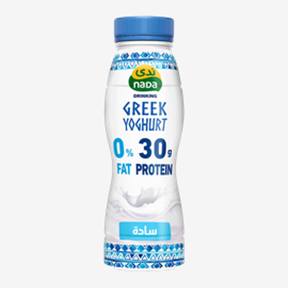 ندى
nada
DRINKING
GREEK
YOGHURT
0% 30g
FAT PROTEIN
سادة